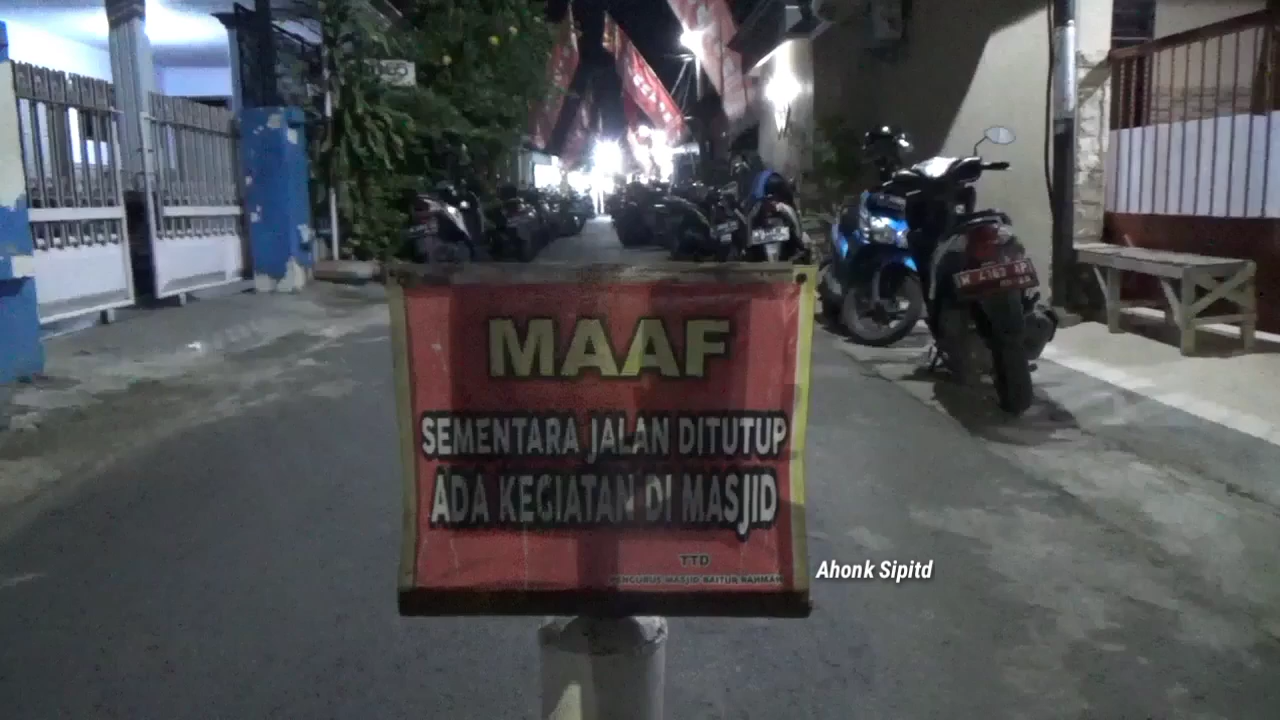 MAAF
SEMENTARA JALAN DITUTUP
ADA KEGIATAN DI MASJID
TTD
PENGURUS MASJID BAITUR RAHMAN
Ahonk Sipitd